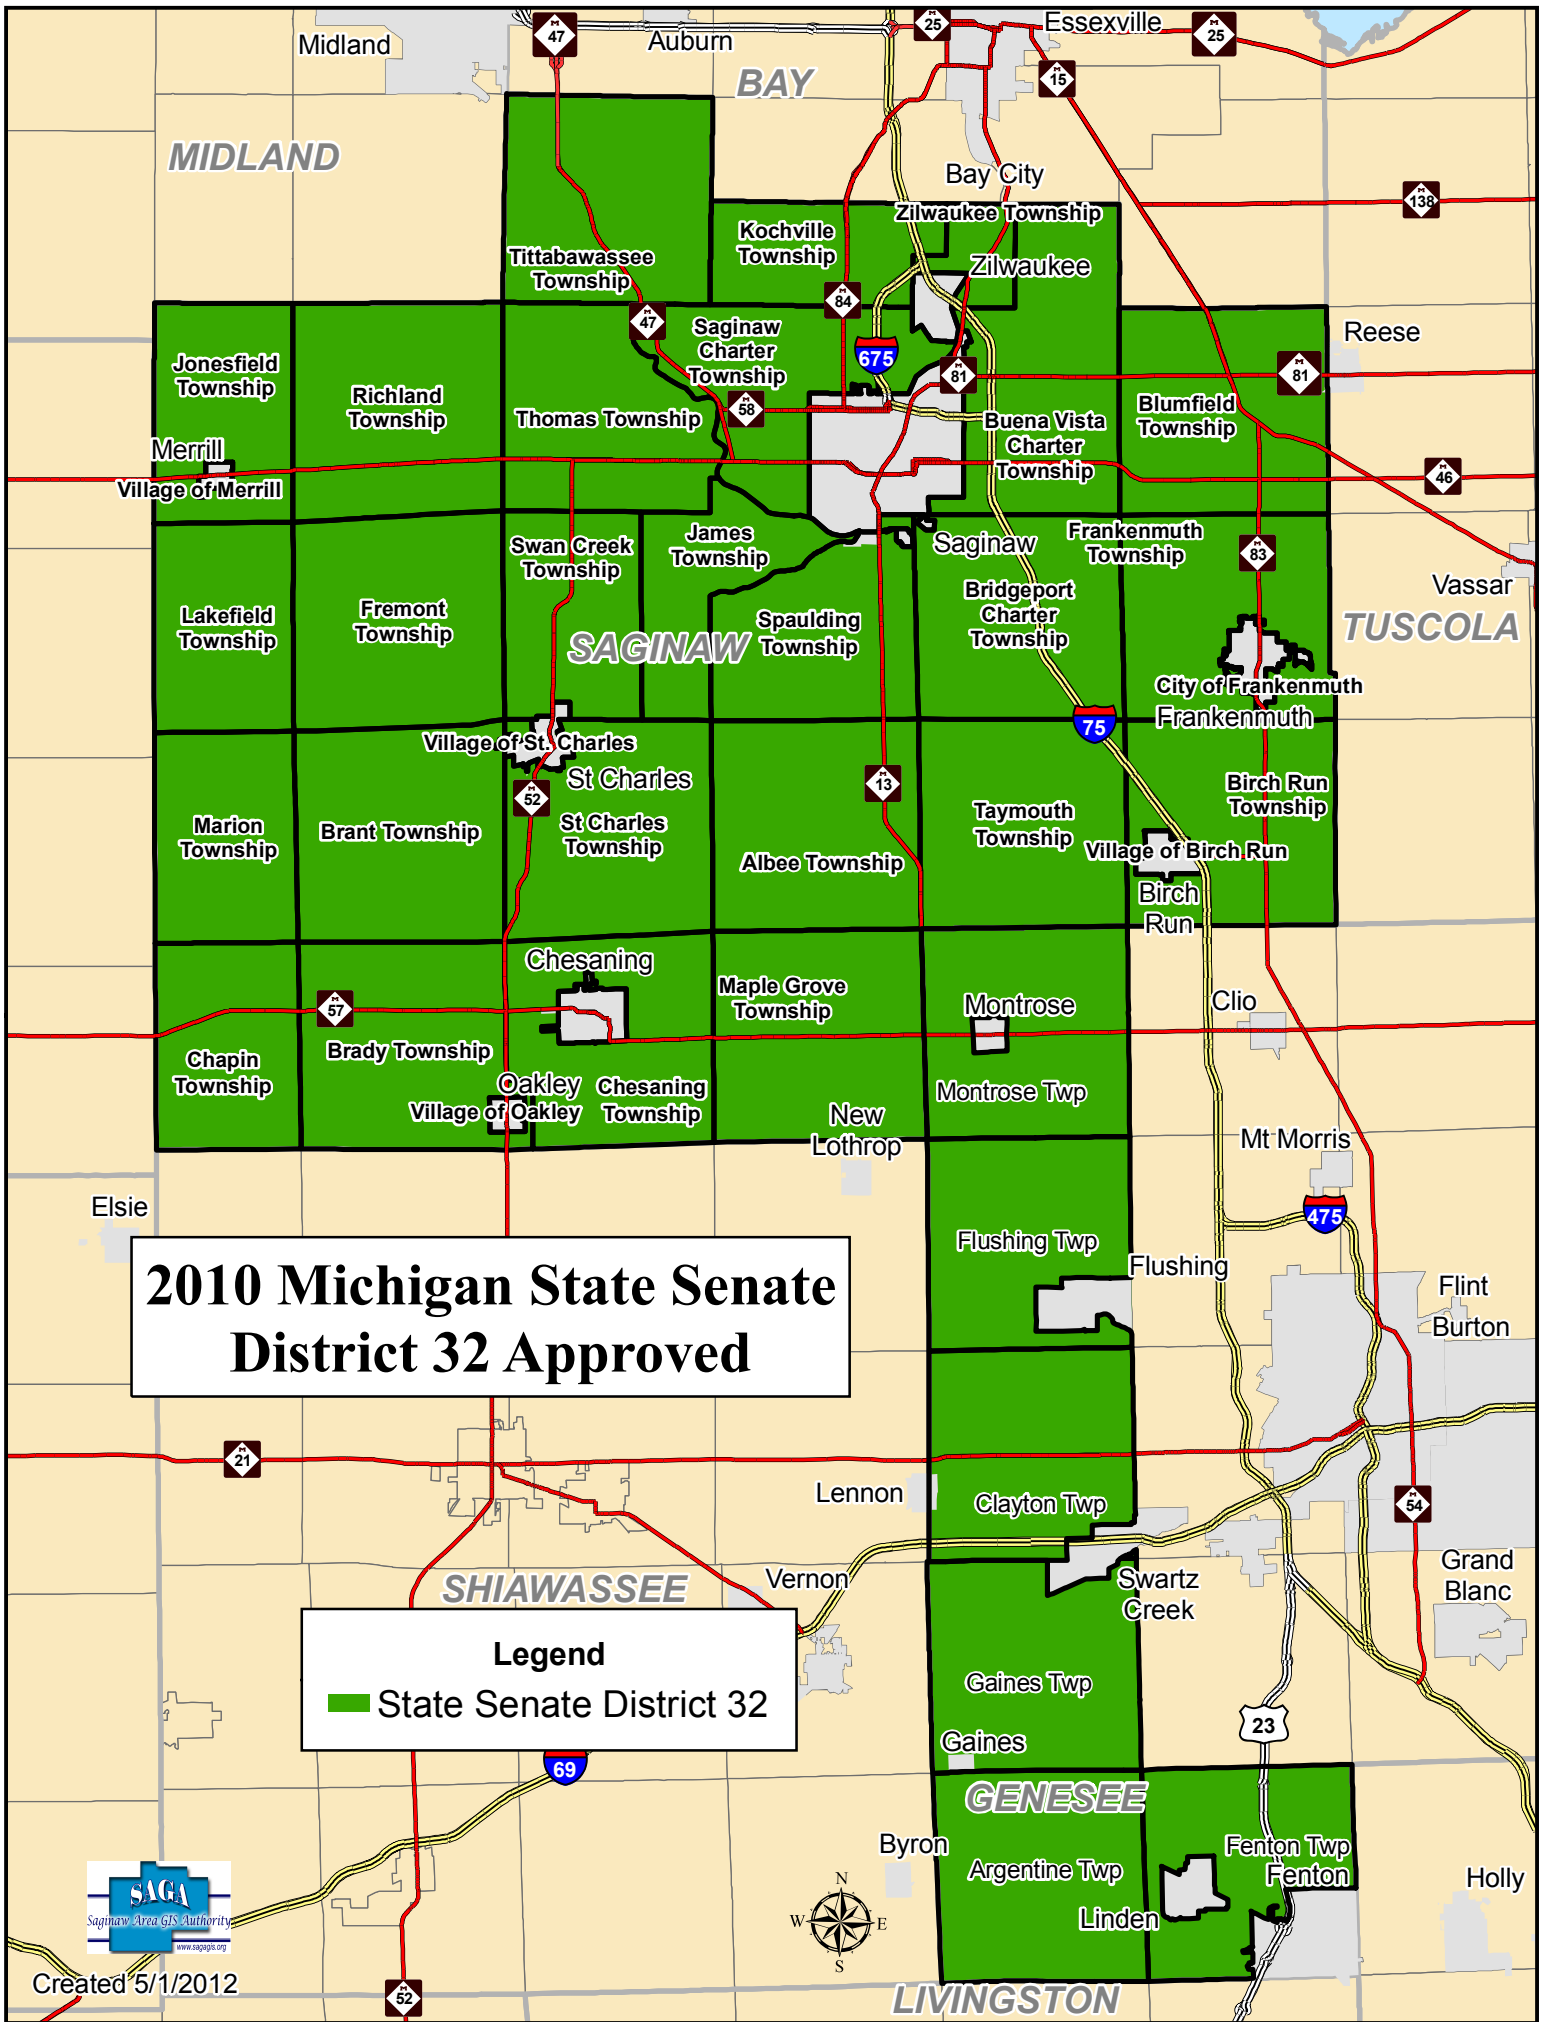 Midland
M
47
Auburn
M
25
Essexville
M
25
BAY
M
15
MIDLAND
Bay City
M
138
Zilwaukee Township
Kochville
Township
Tittabawassee
Township
Zilwaukee
M
84
M
47
Saginaw
Charter
Township
675
Reese
Jonesfield
Township
M
81
M
81
Richland
Township
Thomas Township
M
58
Blumfield
Township
Buena Vista
Charter
Township
Merrill
Village of Merrill
M
46
Swan Creek
Township
James
Township
Saginaw
Frankenmuth
Township
M
83
Vassar
Lakefield
Township
Fremont
Township
Bridgeport
Charter
Township
Spaulding
Township
SAGINAW
TUSCOLA
City of Frankenmuth
Frankenmuth
75
Village of St. Charles
St Charles
M
52
M
13
Birch Run
Township
Marion
Township
Brant Township
St Charles
Township
Taymouth
Township
Albee Township
Village of Birch Run
Birch
Run
Chesaning
Maple Grove
Township
M
57
Montrose
Clio
Brady Township
Chapin
Township
Oakley
Village of Oakley
Chesaning
Township
Montrose Twp
New
Lothrop
Mt Morris
Elsie
475
Flushing Twp
Flushing
2010 Michigan State Senate
District 32 Approved
Flint
Burton
M
21
Lennon
Clayton Twp
M
54
SHIAWASSEE
Vernon
Swartz
Creek
Grand
Blanc
Legend
State Senate District 32
Gaines Twp
23
Gaines
69
GENESEE
Byron
Fenton Twp
Fenton
Argentine Twp
Holly
N
W
E
S
Linden
SAGA
Saginaw Area GIS Authority
www.sagagis.org
Created 5/1/2012
M
52
LIVINGSTON